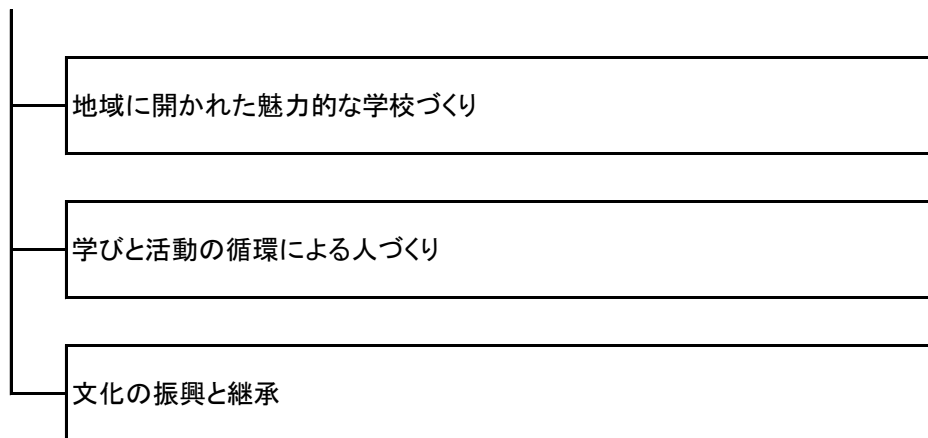 地域に開かれた魅力的な学校づくり
学びと活動の循環による人づくり
文化の振興と継承